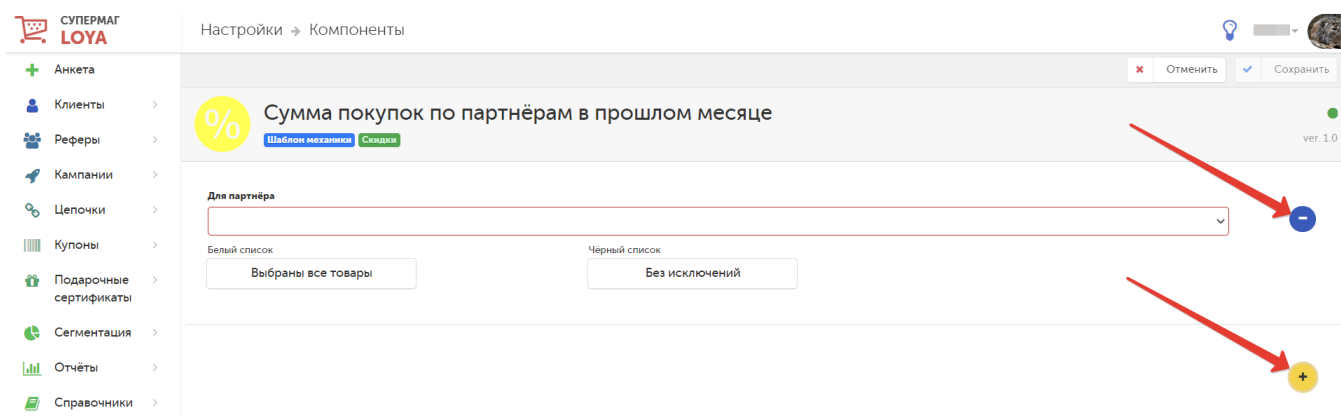 СУПЕРМАГ
LOYA
Настройки → Компоненты
Анкета
Отменить
Сохранить
Клиенты
Реферы
Кампании
Цепочки
Купоны
Подарочные
сертификаты
Сегментация
Отчёты
Справочники
%
Сумма покупок по партнёрам в прошлом месяце
Шаблон механики Скидки
ver. 1.0
Для партнёра
Белый список
Чёрный список
Выбраны все товары
Без исключений